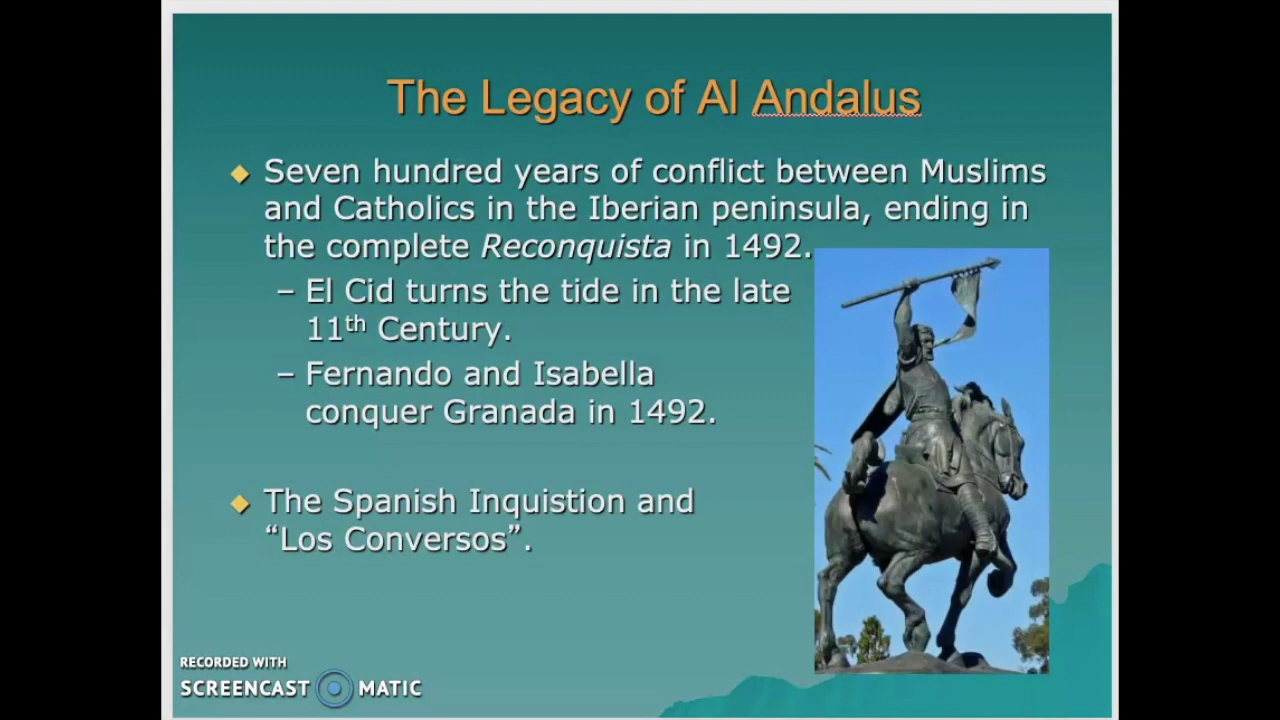 The Legacy of Al Andalus
Seven hundred years of conflict between Muslims
and Catholics in the Iberian peninsula, ending in
the complete Reconquista in 1492.
– El Cid turns the tide in the late
11th Century.
– Fernando and Isabella
conquer Granada in 1492.
The Spanish Inquistion and
“Los Conversos”.
RECORDED WITH
SCREENCAST MATIC